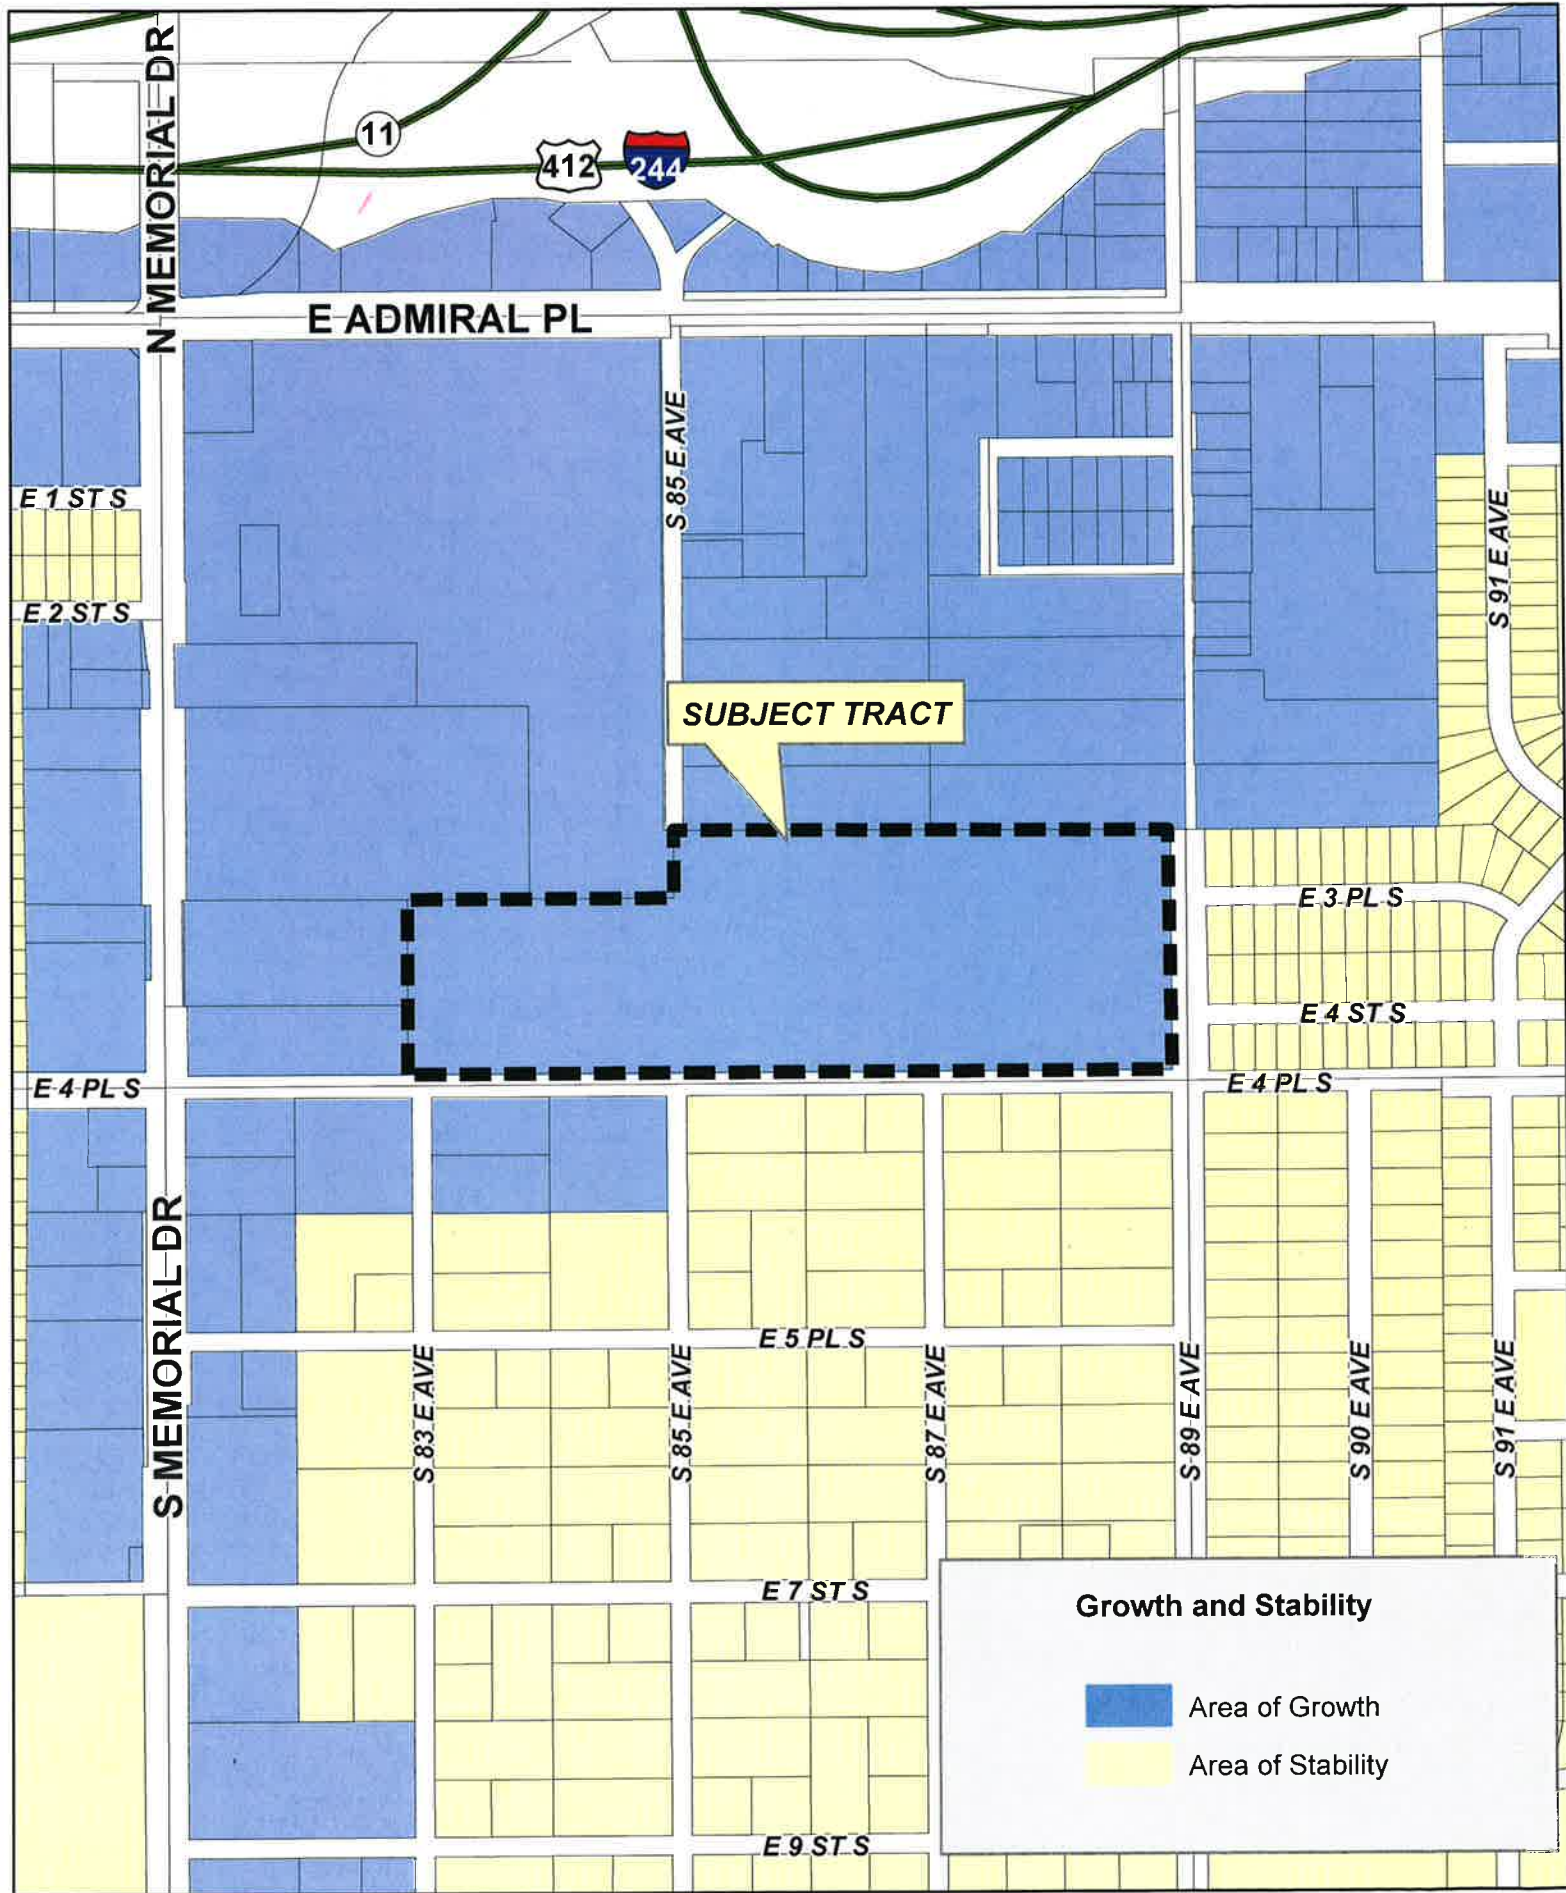 N MEMORIAL DR
11
412
244
E ADMIRAL PL
S 85 E AVE
E 1 ST S
S 91 E AVE
E 2 ST S
SUBJECT TRACT
E 3 PL S
E 4 ST S
E 4 PL S
E 4 PL S
S MEMORIAL DR
E 5 PL S
S 83 E AVE
S 85 E AVE
S 87 E AVE
S 89 E AVE
S 90 E AVE
S 91 E AVE
E 7 ST S
Growth and Stability
Area of Growth
Area of Stability
E 9 ST S